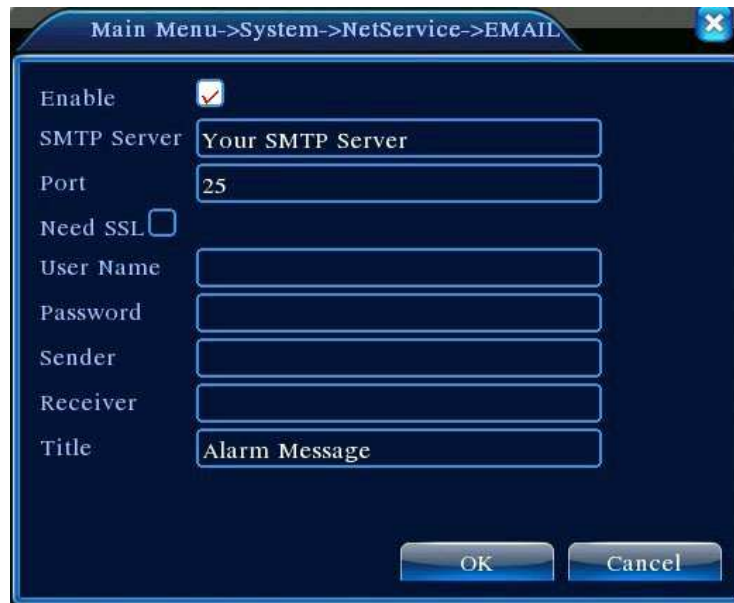 Main Menu->System->NetService->EMAIL
Enable
SMTP Server Your SMTP Server
Port 25
Need SSL
User Name
Password
Sender
Receiver
Title Alarm Message
OK Cancel